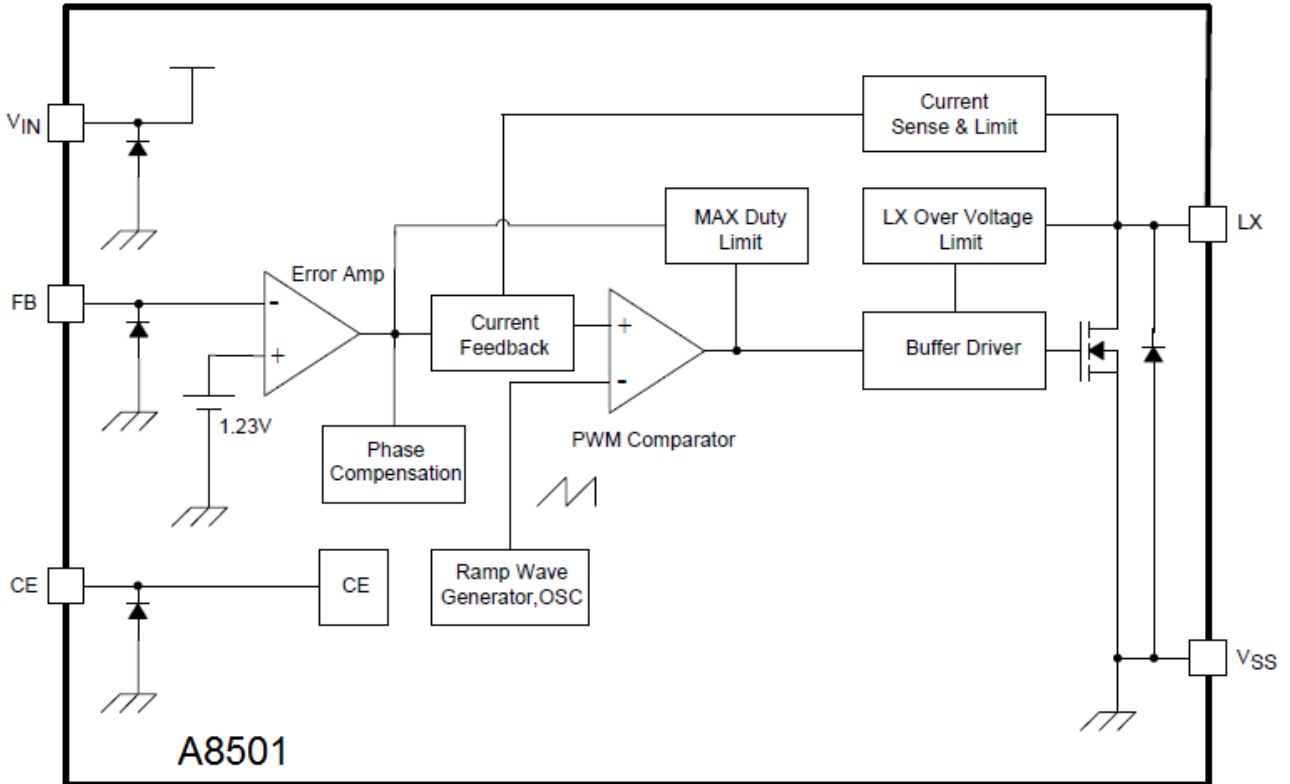 Current
Sense & Limit
VIN
MAX Duty
Limit
LX Over Voltage
Limit
LX
Error Amp
FB
-
+
1.23V
Current
Feedback
+
-
Buffer Driver
PWM Comparator
Phase
Compensation
CE
CE
Ramp Wave
Generator,OSC
VSS
A8501